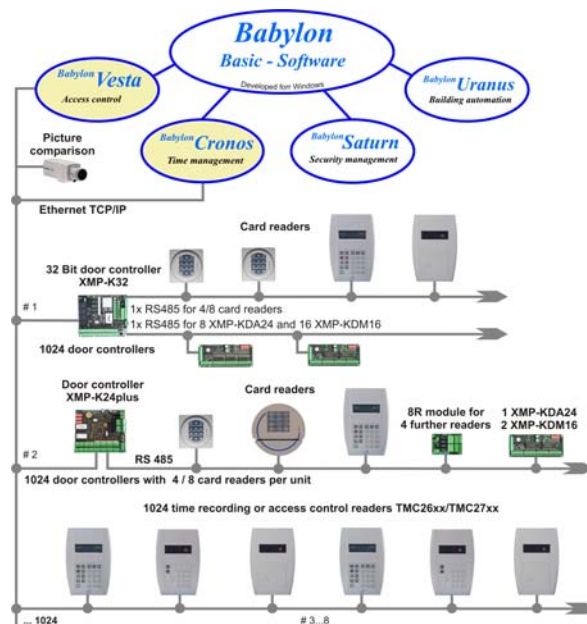 Babylon
Basic - Software
Developed forr Windows
Babylon Vesta
Access control
Babylon Uranus
Building automation
Babylon Cronos
Time management
Babylon Saturn
Security management
Picture
comparison
Ethernet TCP/IP
Card readers
32 Bit door controller
XMP-K32
# 1
1x RS485 for 4/8 card readers
1x RS485 for 8 XMP-KDA24 and 16 XMP-KDM16
1024 door controllers
Door controller
XMP-K24plus
Card readers
8R module for
4 further readers
1 XMP-KDA24
2 XMP-KDM16
# 2
RS 485
1024 door controllers with 4 / 8 card readers per unit
1024 time recording or access control readers TMC26xx/TMC27xx
... 1024
# 3...8